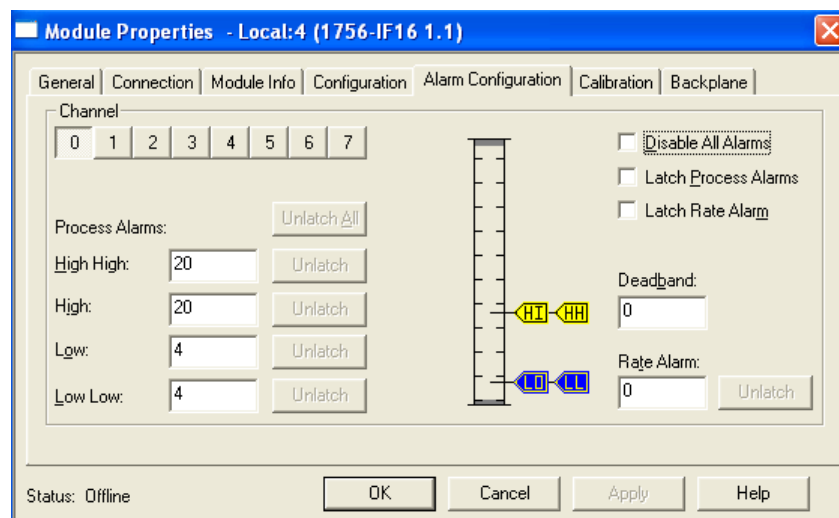 Module Properties - Local:4 (1756-IF16 1.1)
General Connection Module Info Configuration Alarm Configuration Calibration Backplane
Channel
0 1 2 3 4 5 6 7
Disable All Alarms
Latch Process Alarms
Latch Rate Alarm
Process Alarms: Unlatch All
High High: 20 Unlatch
High: 20 Unlatch
Low: 4 Unlatch
Low Low: 4 Unlatch
HI HH
LO LL
Deadband:
0
Rate Alarm:
0 Unlatch
Status: Offline OK Cancel Apply Help